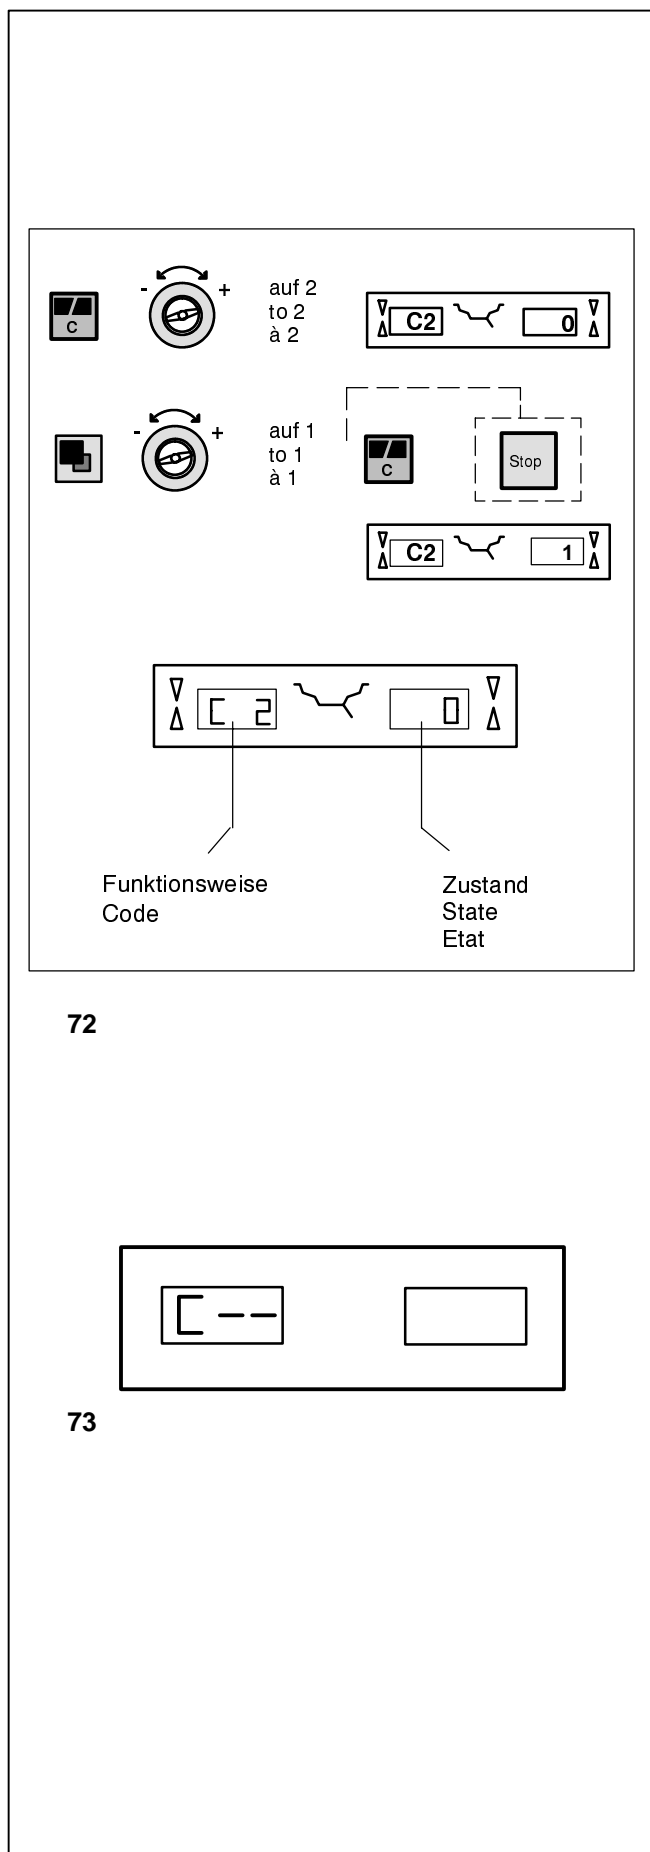 - +
auf 2
to 2
à 2
C
C2 0
- +
auf 1
to 1
à 1
C
Stop
C2 1
C 2 0
Funktionsweise
Code
Zustand
State
Etat
72
C --
73